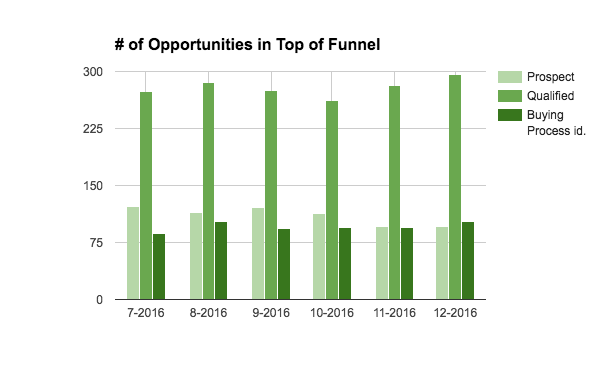 # of Opportunities in Top of Funnel
300
225
150
75
0
7-2016
8-2016
9-2016
10-2016
11-2016
12-2016
Prospect
Qualified
Buying
Process id.